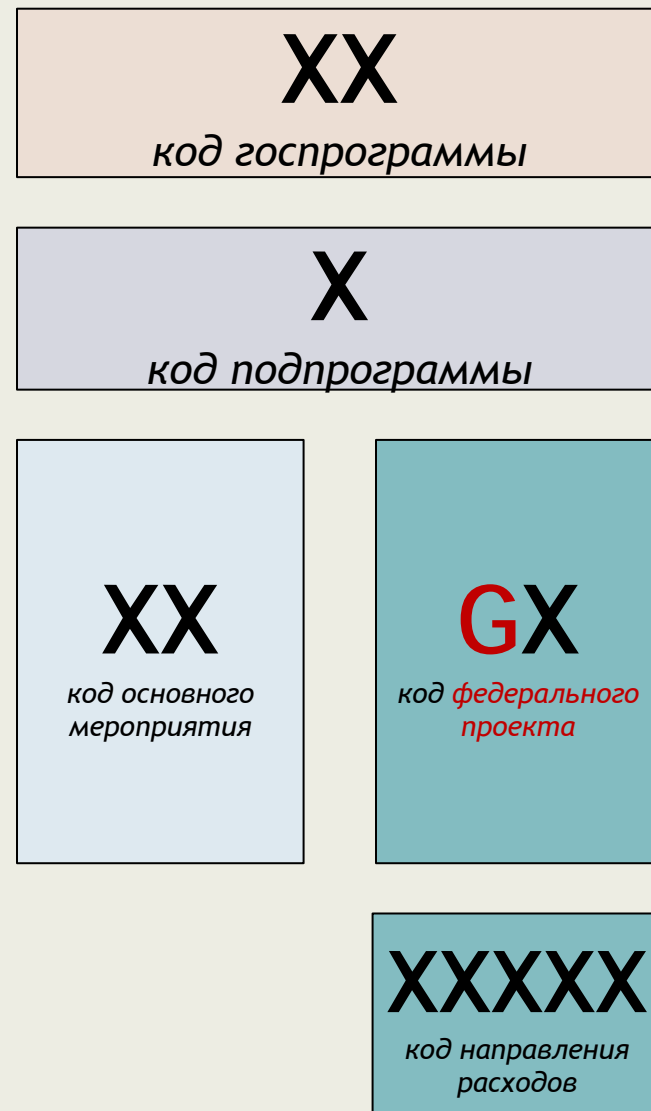 XX
код госпрограммы
X
код подпрограммы
XX
код основного
мероприятия
GX
код федерального
проекта
XXXXX
код направления
расходов